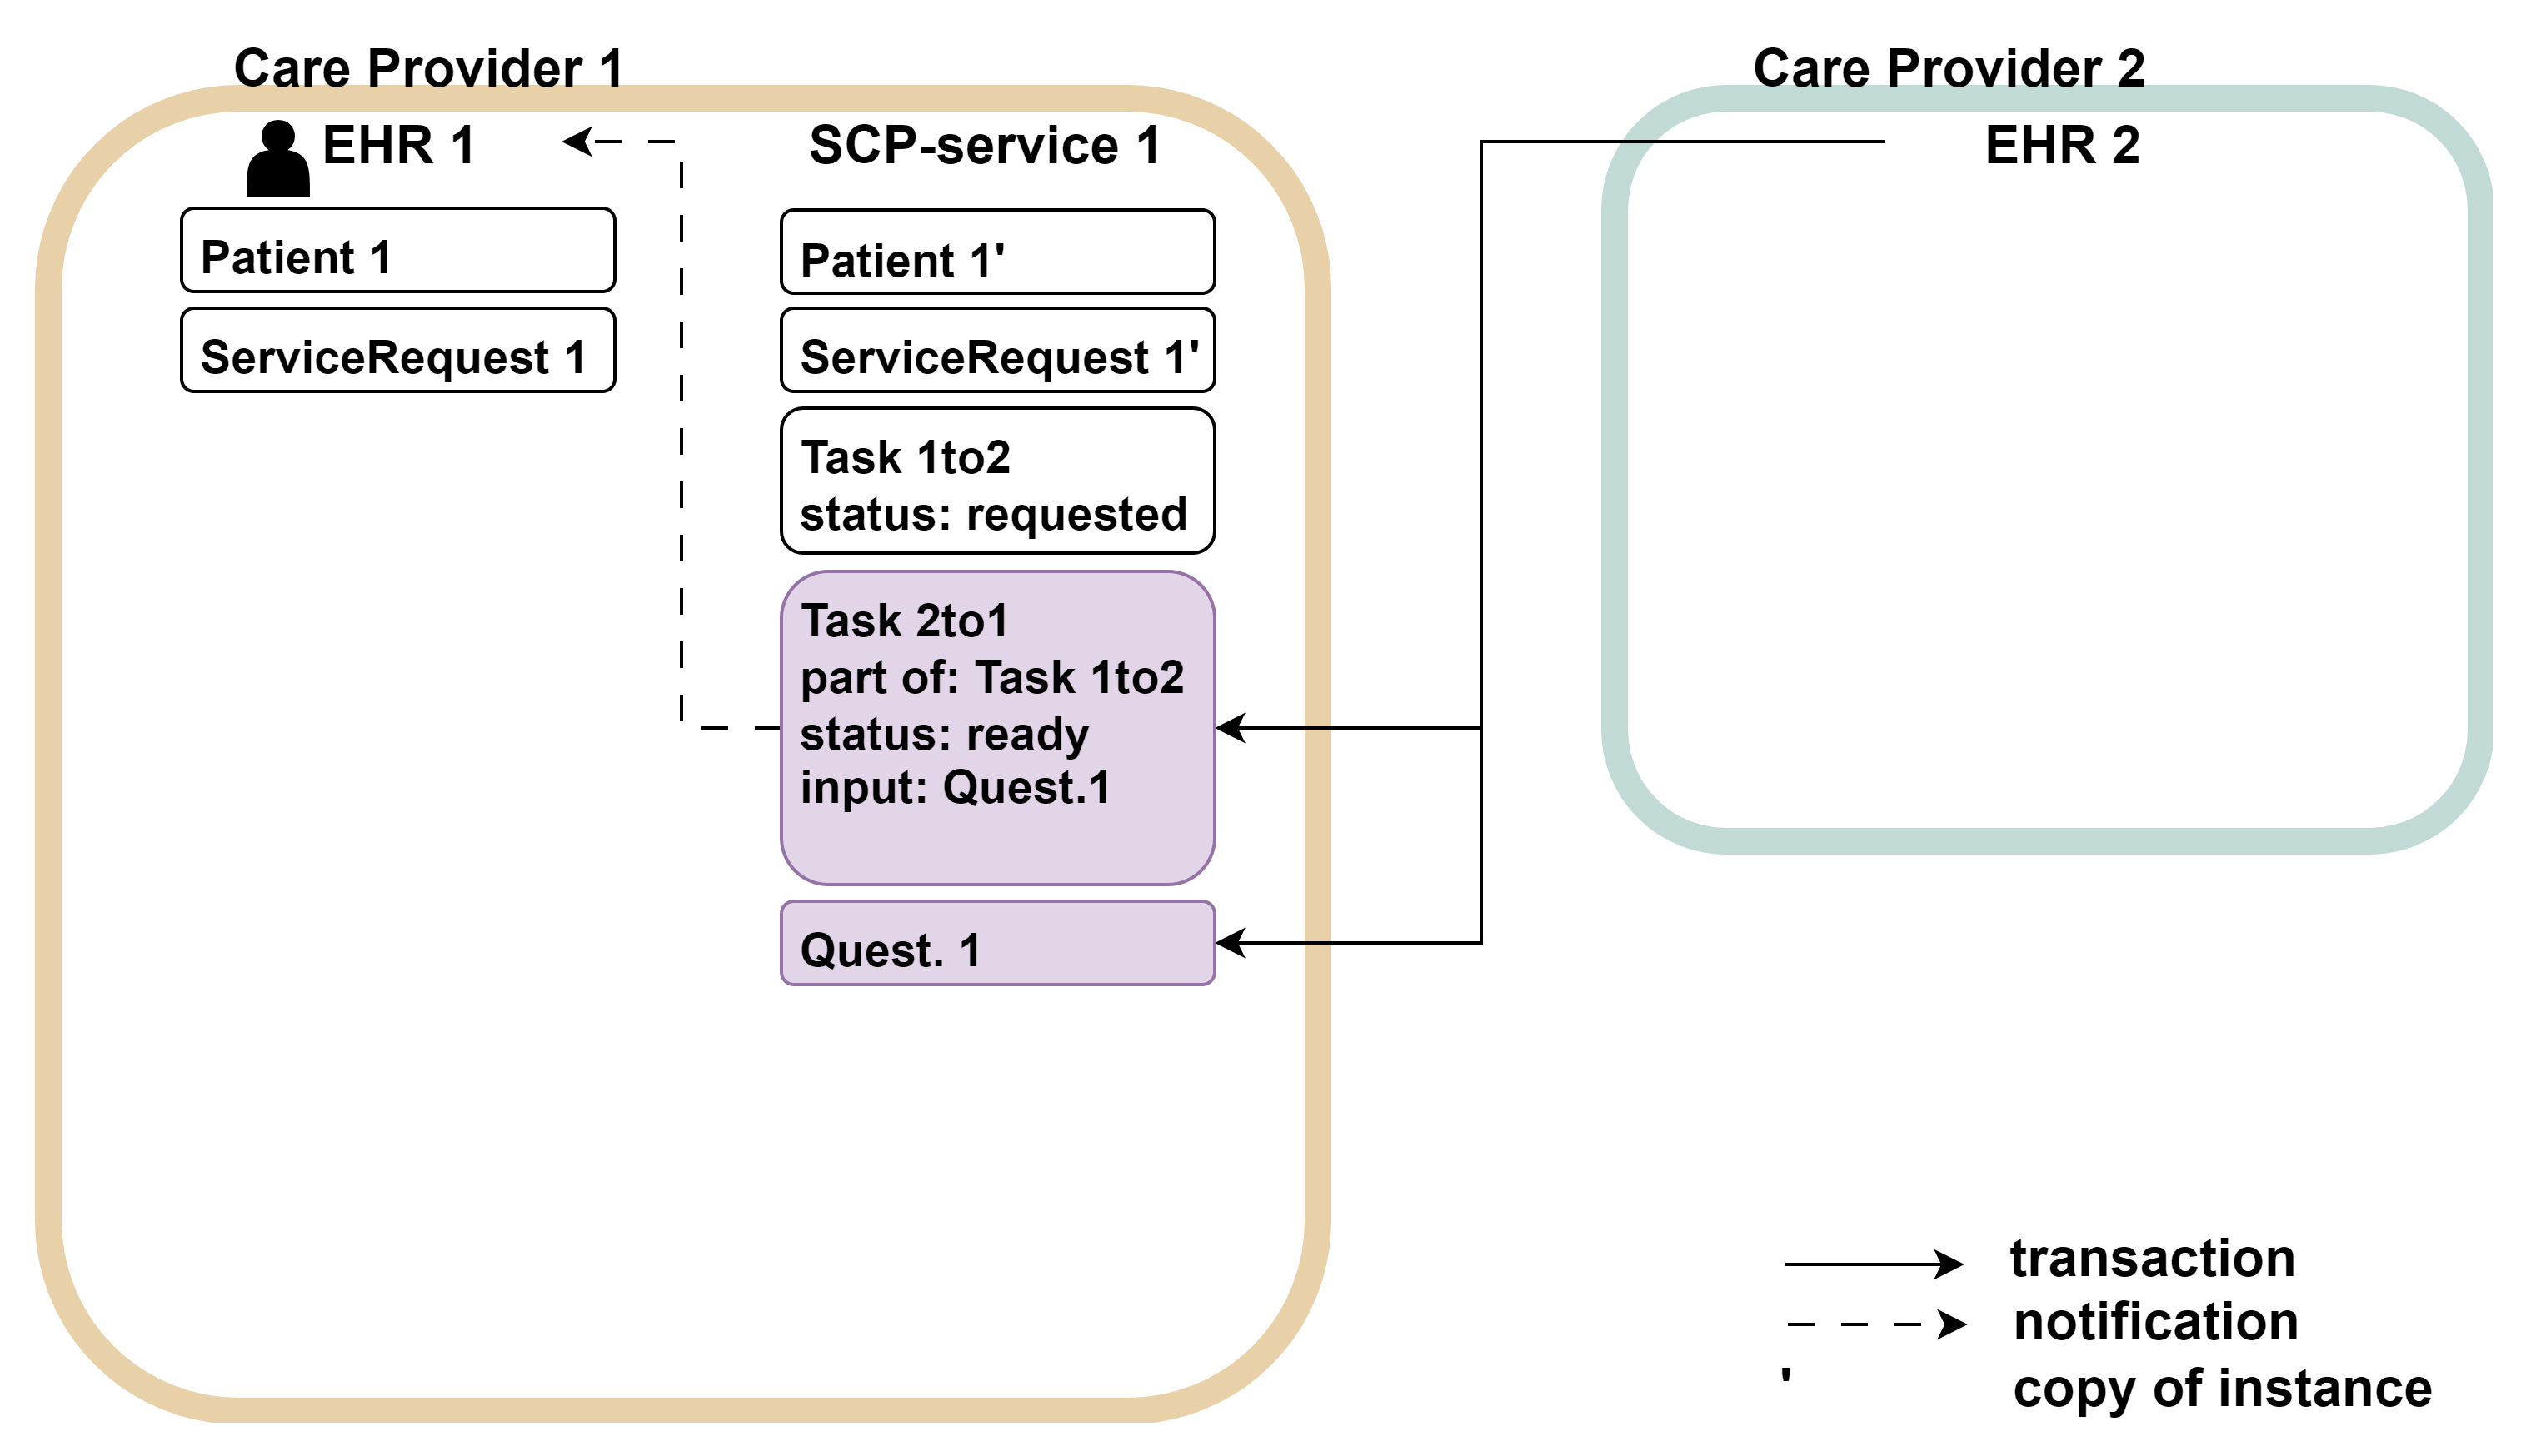 Care Provider 1
EHR 1
Patient 1
ServiceRequest 1
SCP-service 1
Patient 1'
ServiceRequest 1'
Task 1to2
status: requested
Task 2to1
part of: Task 1to2
status: ready
input: Quest.1
Quest. 1
Care Provider 2
EHR 2
transaction
notification
' copy of instance